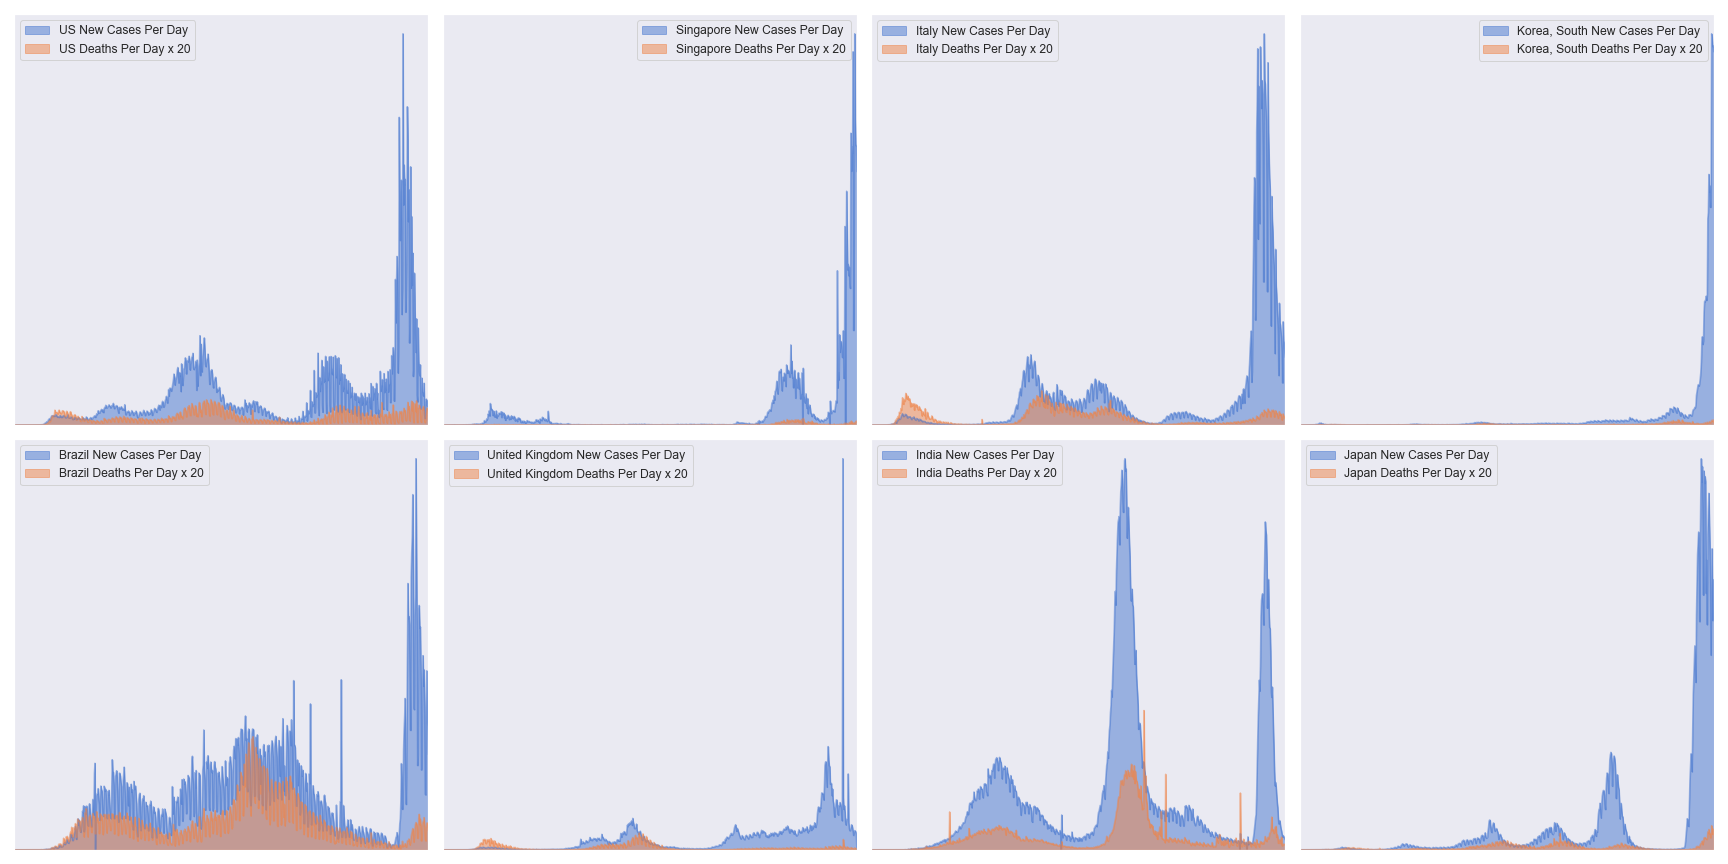 US New Cases Per Day
US Deaths Per Day x 20
Singapore New Cases Per Day
Singapore Deaths Per Day x 20
Italy New Cases Per Day
Italy Deaths Per Day x 20
Korea, South New Cases Per Day
Korea, South Deaths Per Day x 20
Brazil New Cases Per Day
Brazil Deaths Per Day x 20
United Kingdom New Cases Per Day
United Kingdom Deaths Per Day x 20
India New Cases Per Day
India Deaths Per Day x 20
Japan New Cases Per Day
Japan Deaths Per Day x 20